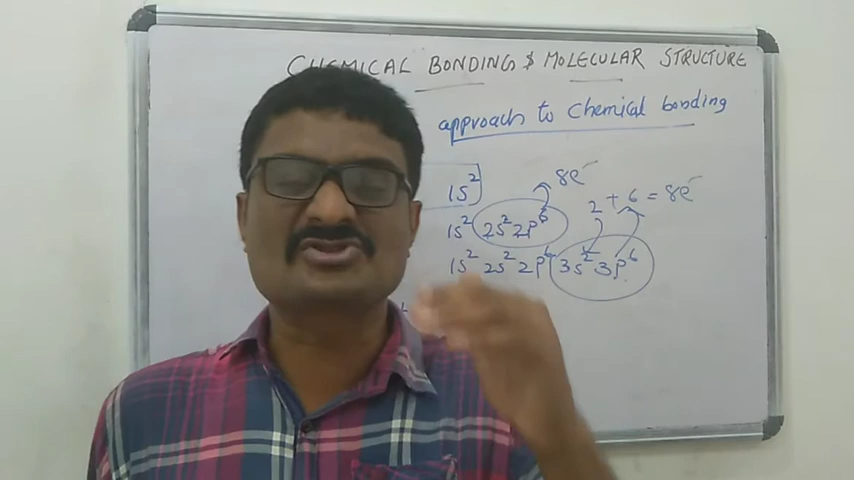 CHEMICAL BONDING & MOLECULAR STRUCTURE
approach to Chemical bonding
1s² 8e⁻
1s² 2s² 2p⁶ 2 + 6 = 8e⁻
1s² 2s² 2p⁶ 3s² 3p⁶